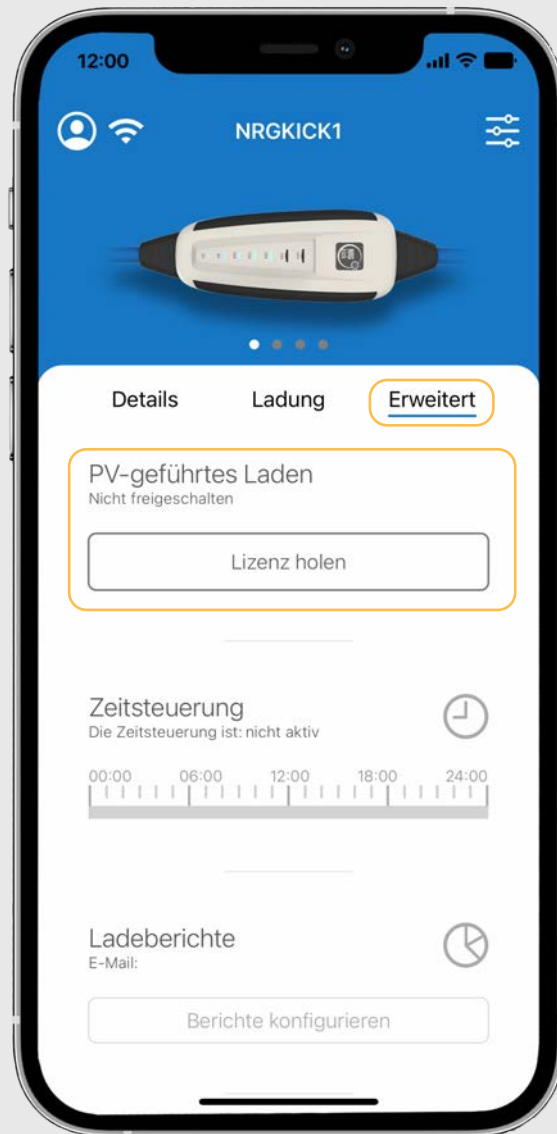 12:00
NRGKICK1
Details Ladung Erweitert
PV-geführtes Laden
Nicht freigeschalten
Lizenz holen
Zeitsteuerung
Die Zeitsteuerung ist: nicht aktiv
00:00 06:00 12:00 18:00 24:00
Ladeberichte
E-Mail:
Berichte konfigurieren